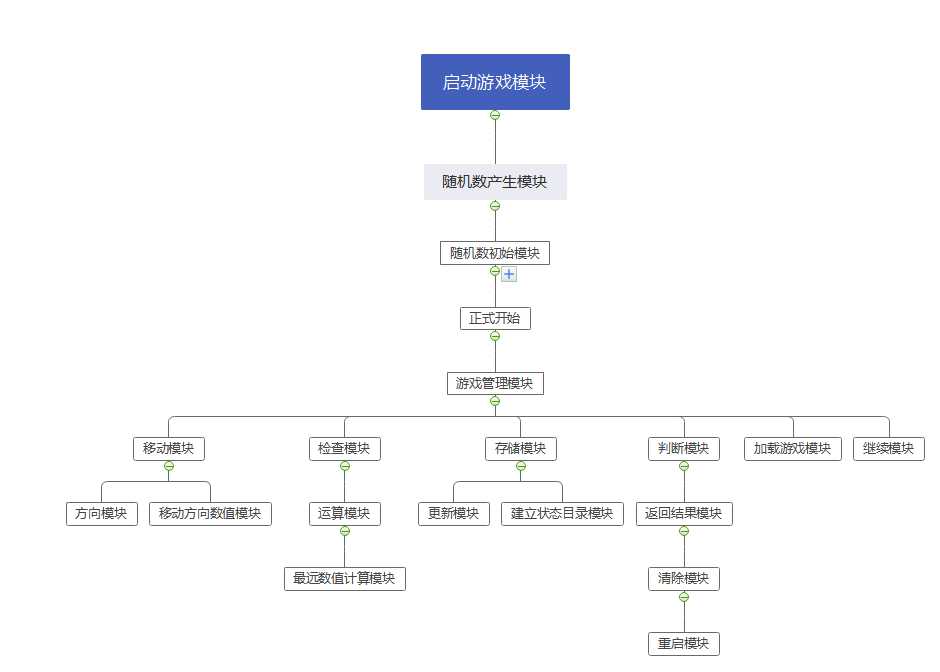 启动游戏模块
随机数产生模块
随机数初始模块
正式开始
游戏管理模块
移动模块
检查模块
存储模块
判断模块
加载游戏模块
继续模块
方向模块
移动方向数值模块
运算模块
更新模块
建立状态目录模块
返回结果模块
最远数值计算模块
清除模块
重启模块